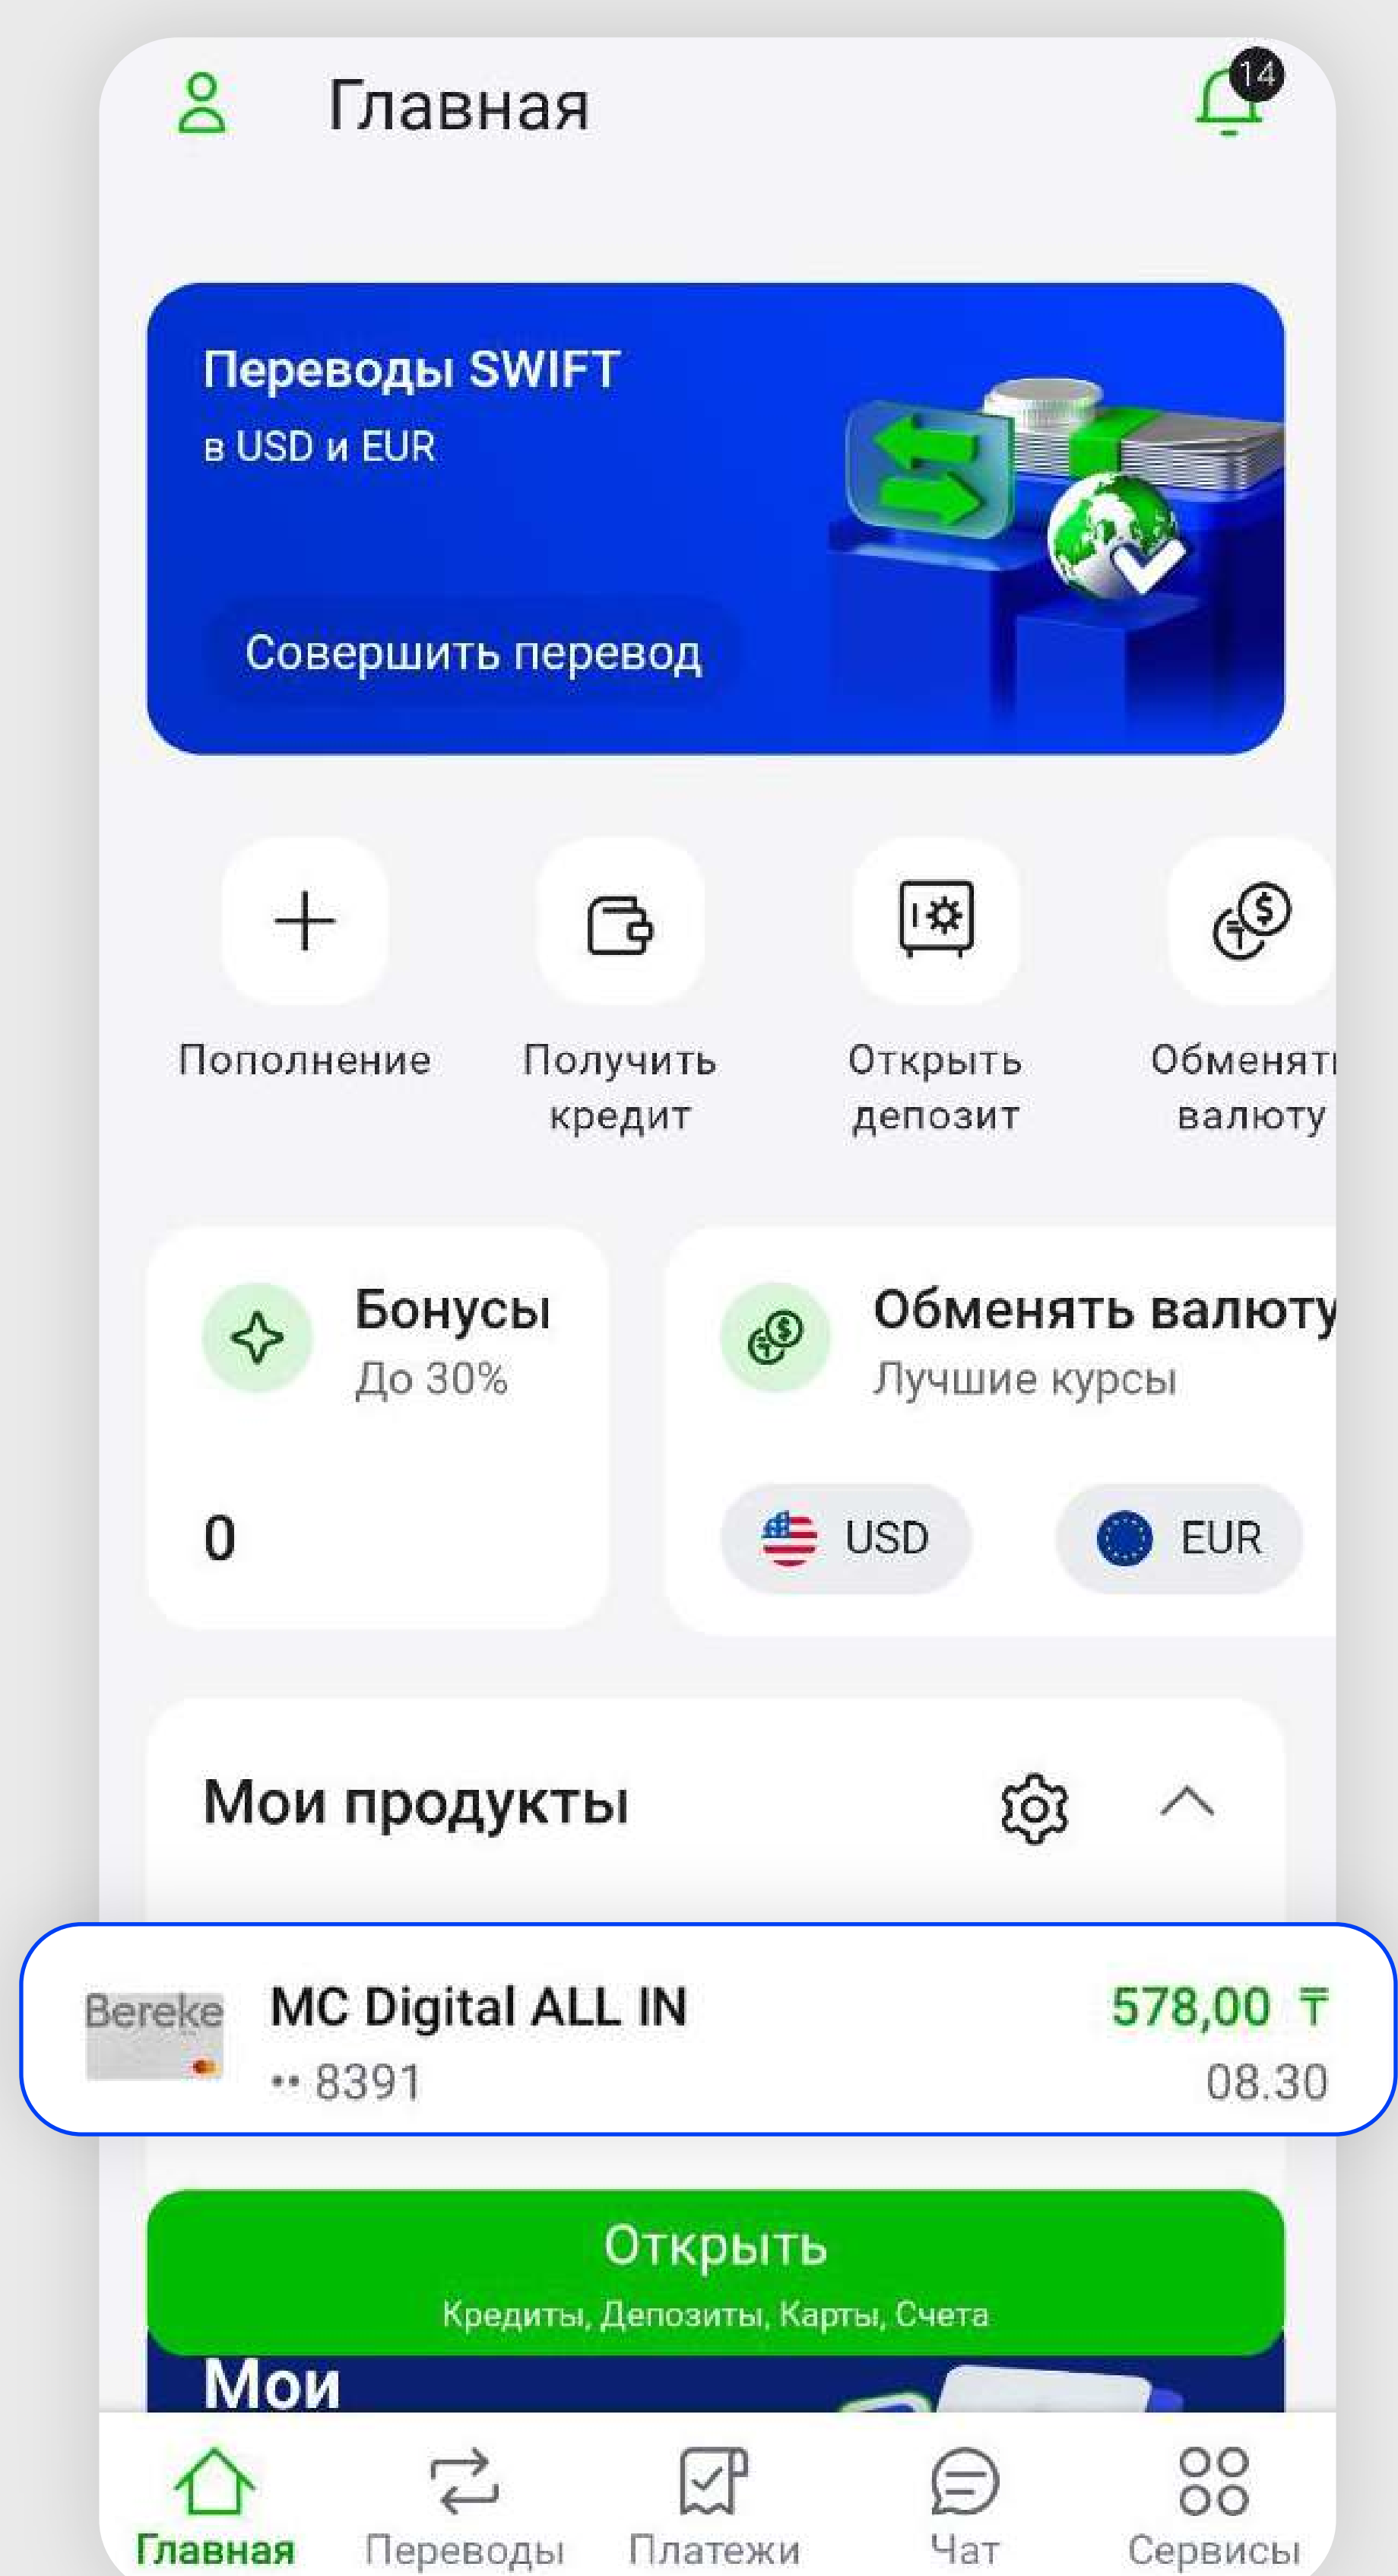 Главная
14
Переводы SWIFT
в USD и EUR
Совершить перевод
Пополнение
Получить
кредит
Открыть
депозит
Обменять
валюту
Бонусы
До 30%
0
Обменять валюту
Лучшие курсы
USD
EUR
Мои продукты
Bereke
MC Digital ALL IN
578,00 ₸
•• 8391
08.30
Открыть
Кредиты, Депозиты, Карты, Счета
Мои
Главная
Переводы
Платежи
Чат
Сервисы